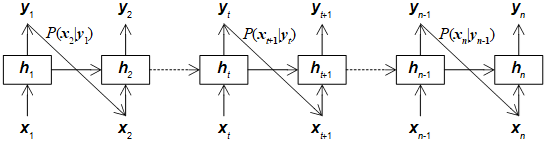 y1 y2 yt yt+1 yn-1 yn
P(x2|y1) P(xt+1|yt) P(xn|yn-1)
h1 h2 ht ht+1 hn-1 hn
x1 x2 xt xt+1 xn-1 xn